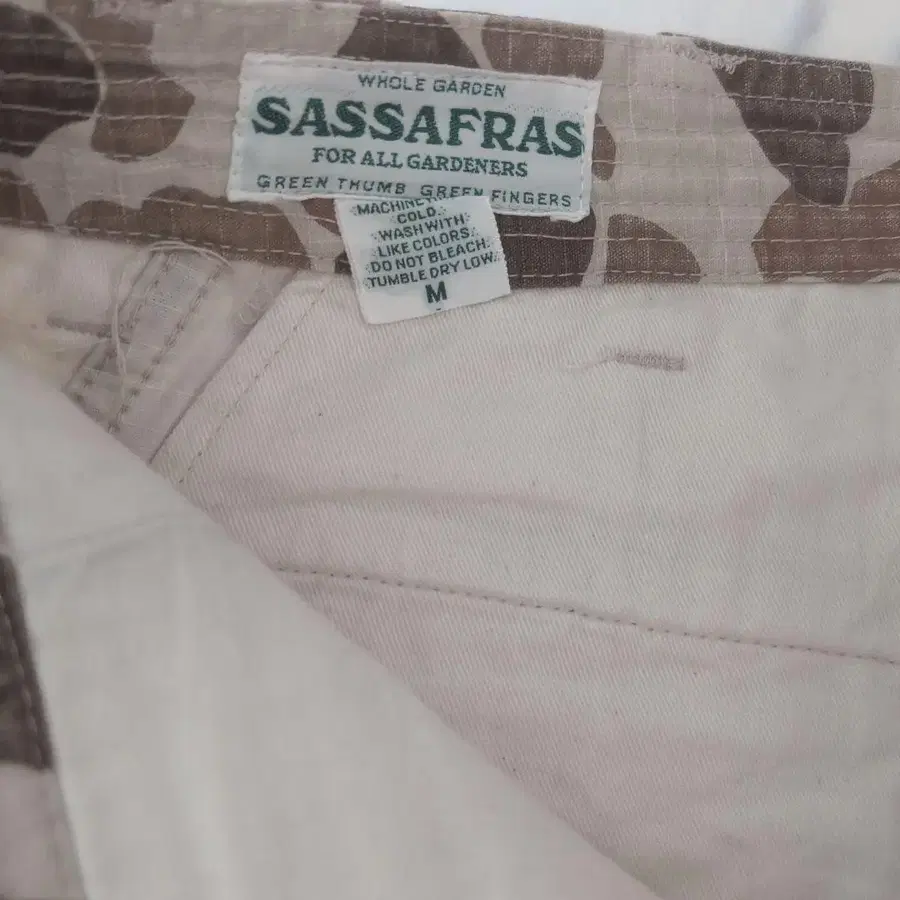 WHOLE GARDEN
SASSAFRAS
FOR ALL GARDENERS
GREEN THUMB GREEN FINGERS
MACHINE
COLD.
WASH WITH
LIKE COLORS.
DO NOT BLEACH.
TUMBLE DRY LOW.
M